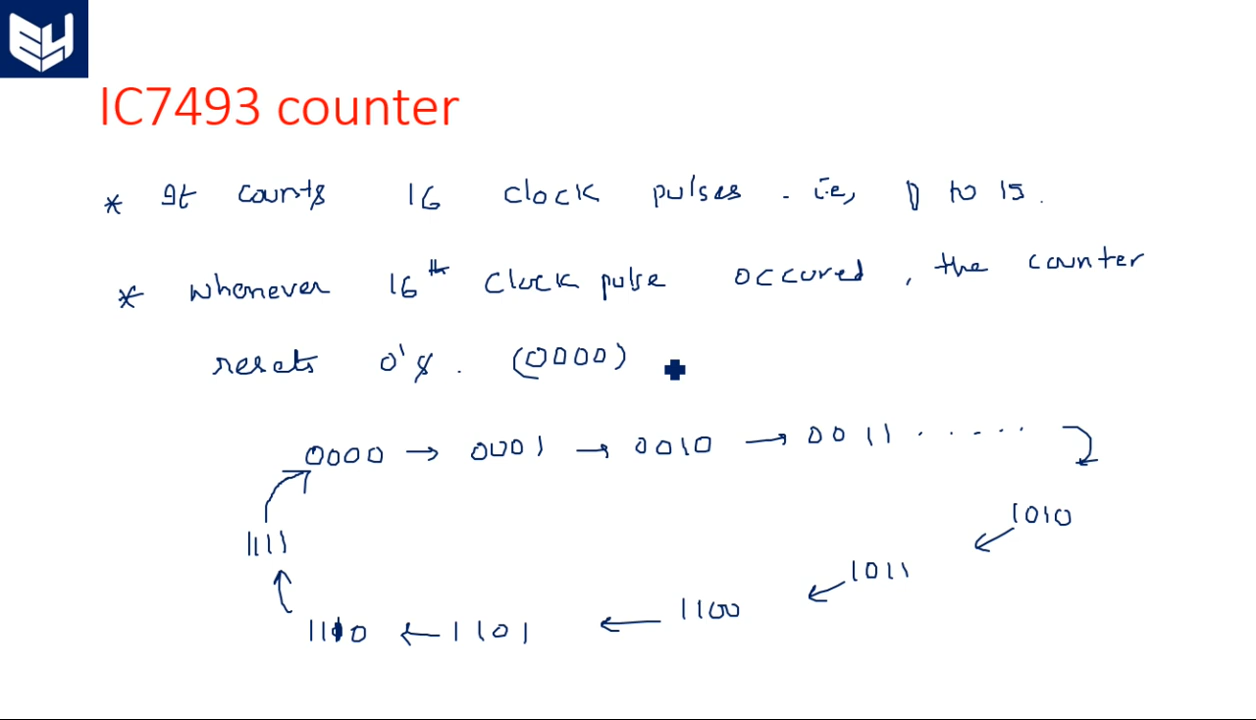 IC7493 counter
* It counts 16 clock pulses. i.e, 0 to 15.
* whenever 16th clock pulse occured, the counter
resets 0's. (0000)
0000 → 0001 → 0010 → 0011 . . . . . .
1010
1111
← 1011
1110 ← 1101 ← 1100